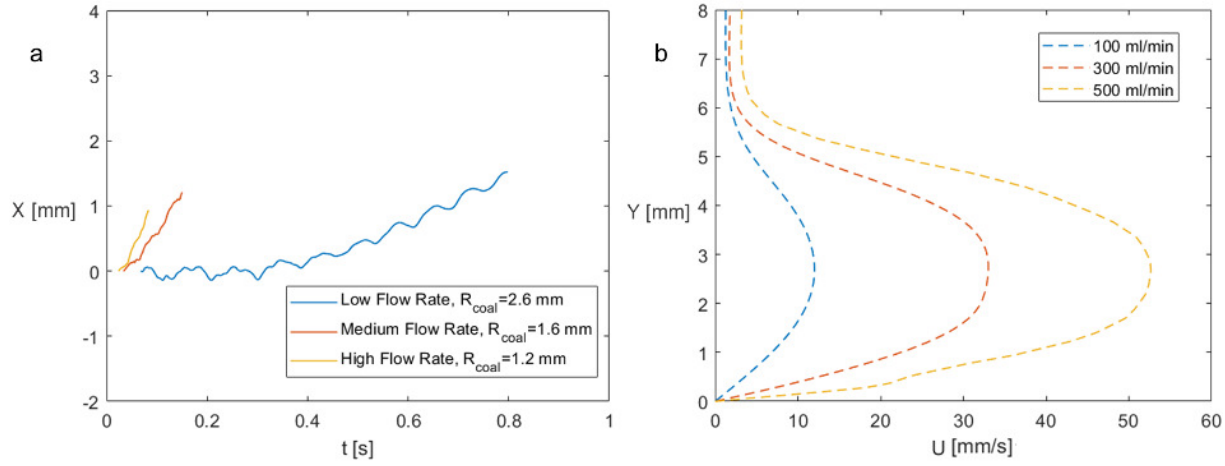 a
4
3
2
1
0
-1
-2
X [mm]
0
0.2
0.4
0.6
0.8
1
t [s]
Low Flow Rate, R_coal=2.6 mm
Medium Flow Rate, R_coal=1.6 mm
High Flow Rate, R_coal=1.2 mm
b
8
7
6
5
4
3
2
1
0
Y [mm]
0
10
20
30
40
50
60
U [mm/s]
100 ml/min
300 ml/min
500 ml/min